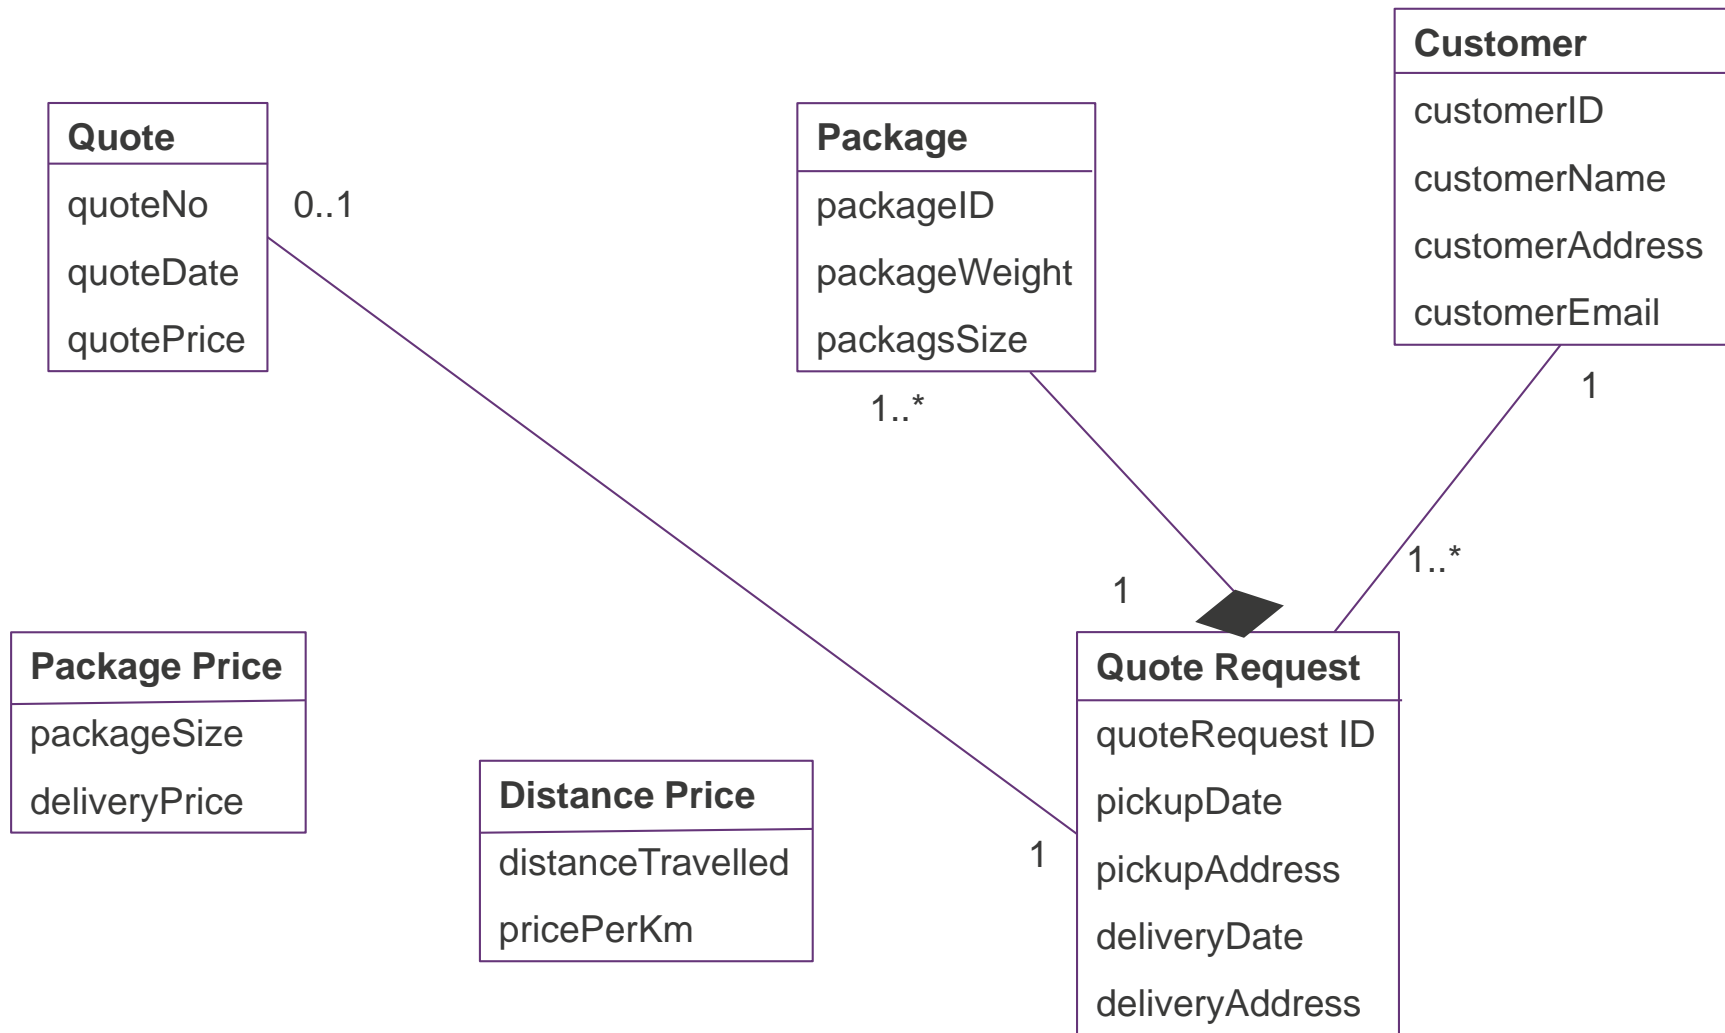 Customer
customerID
customerName
customerAddress
customerEmail
1
1..*
Quote
quoteNo
quoteDate
quotePrice
0..1
Package
packageID
packageWeight
packagsSize
1..*
1
Package Price
packageSize
deliveryPrice
Distance Price
distanceTravelled
pricePerKm
1
Quote Request
quoteRequest ID
pickupDate
pickupAddress
deliveryDate
deliveryAddress